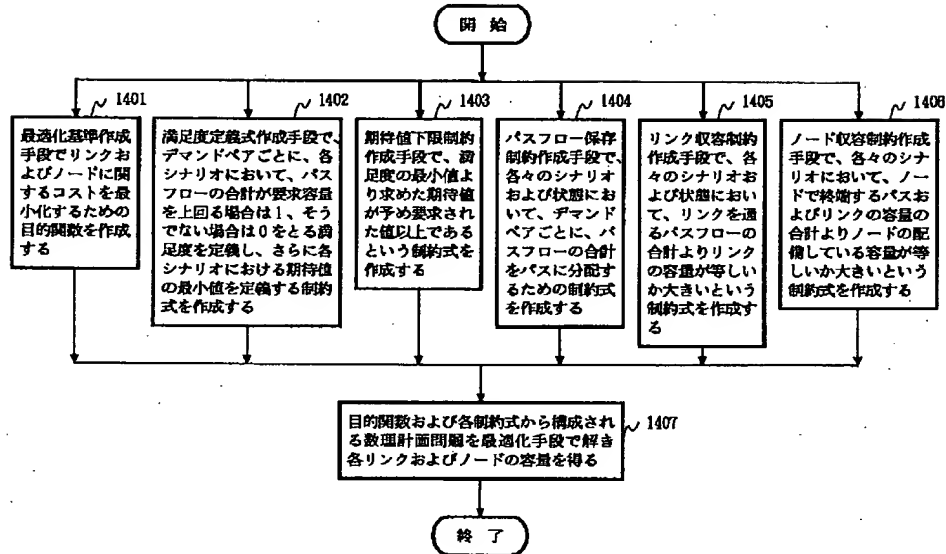 開 始
1401
最適化基準作成
手段でリンクお
よびノードに関
するコストを最
小化するための
目的関数を作成
する
1402
満足度定義式作成手段で、
デマンドペアごとに、各
シナリオにおいて、パス
フローの合計が要求容量
を上回る場合は1、そう
でない場合は0をとる満
足度を定義し、さらに各
シナリオにおける期待値
の最小値を定義する制約
式を作成する
1403
期待値下限制約
作成手段で、満
足度の最小値よ
り求めた期待値
が予め要求され
た値以上である
という制約式を
作成する
1404
パスフロー保存
制約作成手段で、
各々のシナリオ
および状態にお
いて、デマンド
ペアごとに、パ
スフローの合計
をパスに分配す
るための制約式
を作成する
1405
リンク収容制約
作成手段で、各
々のシナリオお
よび状態におい
て、リンクを通
るパスフローの
合計よりリンク
の容量が等しい
か大きいという
制約式を作成す
る
1406
ノード収容制約作成
手段で、各々のシナ
リオにおいて、ノー
ドで終端するパスお
よびリンクの容量の
合計よりノードの配
備している容量が等
しいか大きいという
制約式を作成する
1407
目的関数および各制約式から構成され
る数理計画問題を最適化手段で解き
各リンクおよびノードの容量を得る
終 了